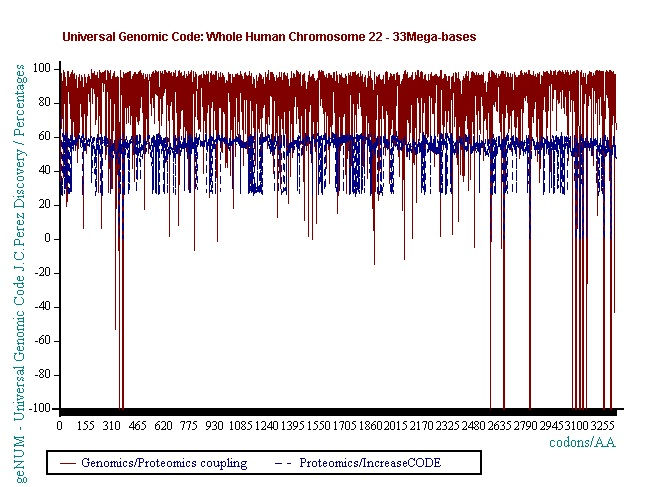 Universal Genomic Code: Whole Human Chromosome 22 - 33Mega-bases
geNUM - Universal Genomic Code J.C.Perez Discovery / Percentages
100
80
60
40
20
0
-20
-40
-60
-80
-100
0 155 310 465 620 775 930 1085 1240 1395 1550 1705 1860 2015 2170 2325 2480 2635 2790 2945 3100 3255
codons/AA
Genomics/Proteomics coupling Proteomics/IncreaseCODE